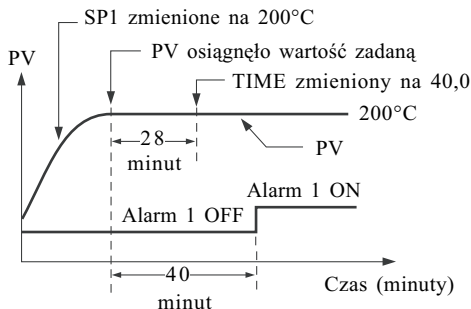 SP1 zmienione na 200°C
PV
PV osiągnęło wartość zadaną
TIME zmieniony na 40,0
200°C
28
minut
PV
Alarm 1 ON
Alarm 1 OFF
40
minut
Czas (minuty)